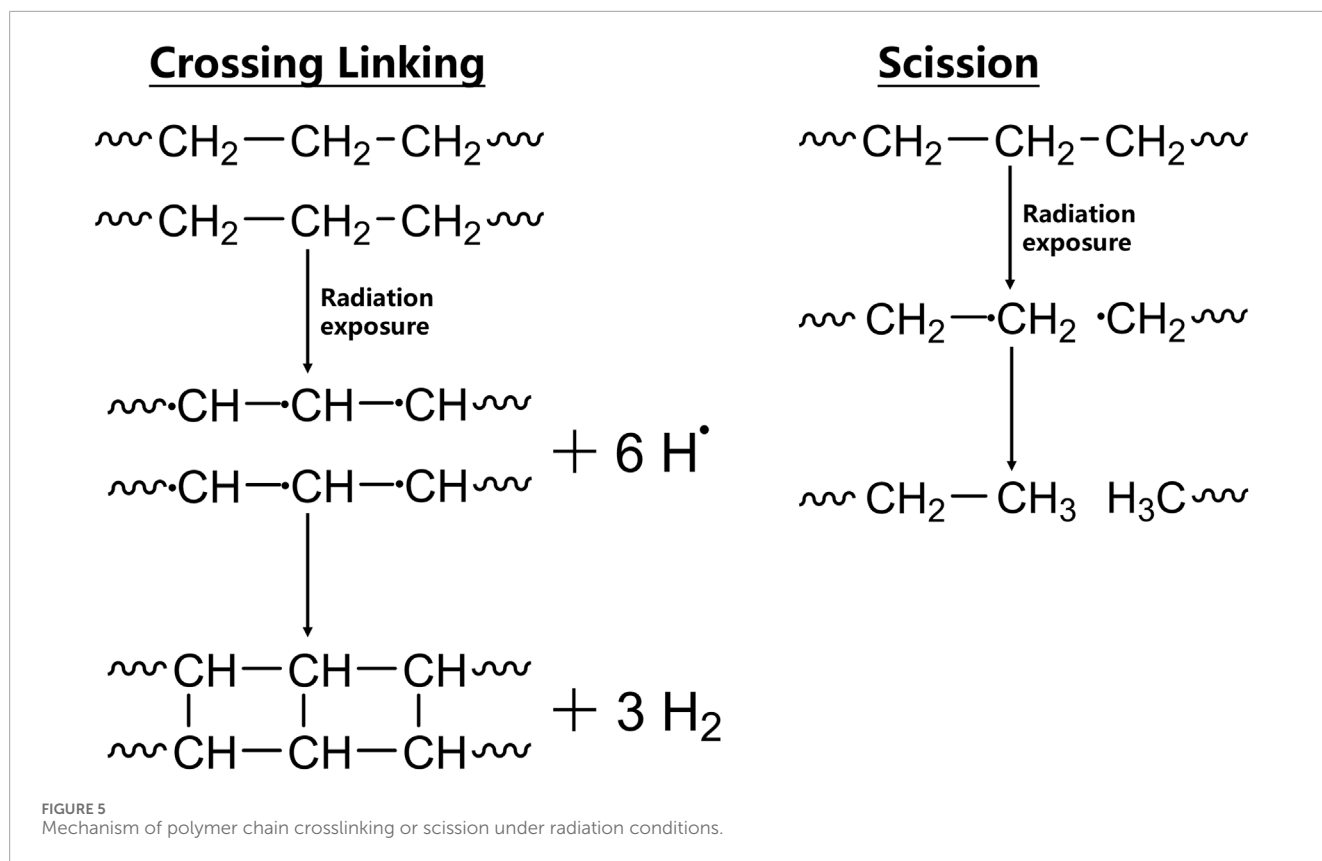 Crossing Linking
CH₂—CH₂–CH₂
CH₂—CH₂–CH₂
Radiation
exposure
·CH—·CH—·CH
+ 6 H•
·CH—·CH—·CH
CH—CH—CH
+ 3 H₂
CH—CH—CH
Scission
CH₂—CH₂–CH₂
Radiation
exposure
CH₂—·CH₂ ·CH₂
CH₂—CH₃ H₃C
FIGURE 5
Mechanism of polymer chain crosslinking or scission under radiation conditions.